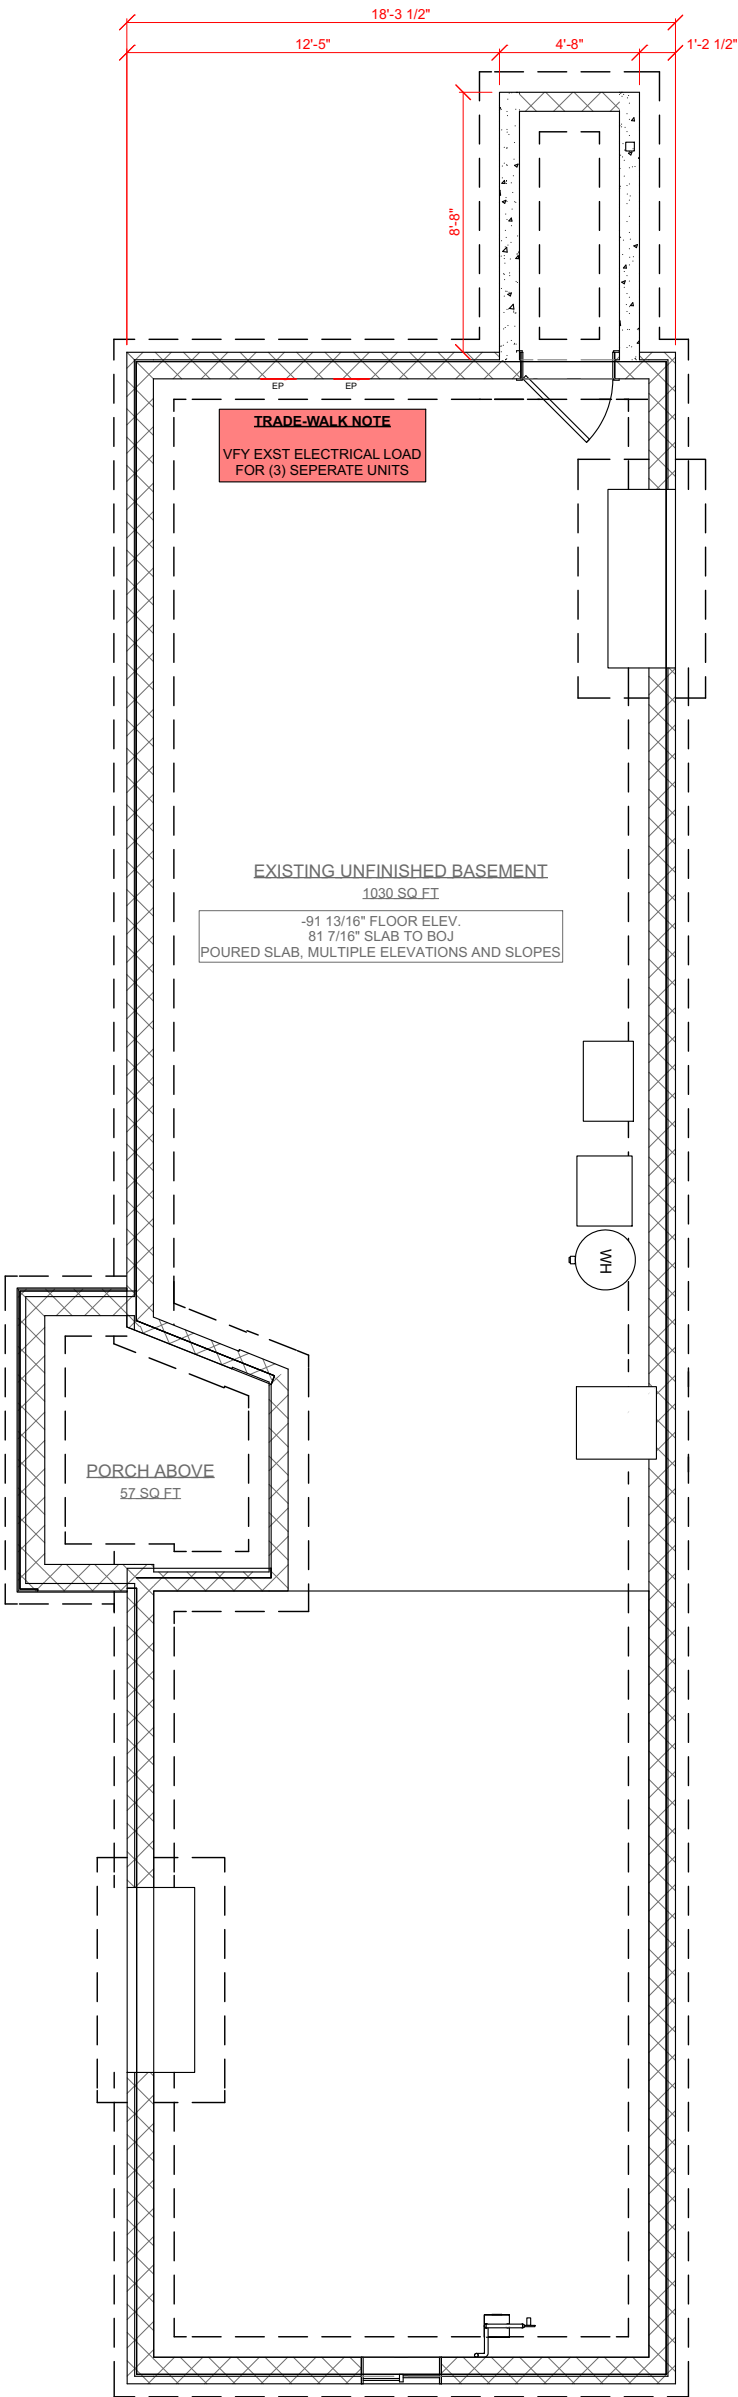 18'-3 1/2"
12'-5"
4'-8"
1'-2 1/2"
8'-8"
EP
EP
TRADE-WALK NOTE
VFY EXST ELECTRICAL LOAD
FOR (3) SEPERATE UNITS
EXISTING UNFINISHED BASEMENT
1030 SQ FT
-91 13/16" FLOOR ELEV.
81 7/16" SLAB TO BOJ
POURED SLAB, MULTIPLE ELEVATIONS AND SLOPES
WH
PORCH ABOVE
57 SQ FT